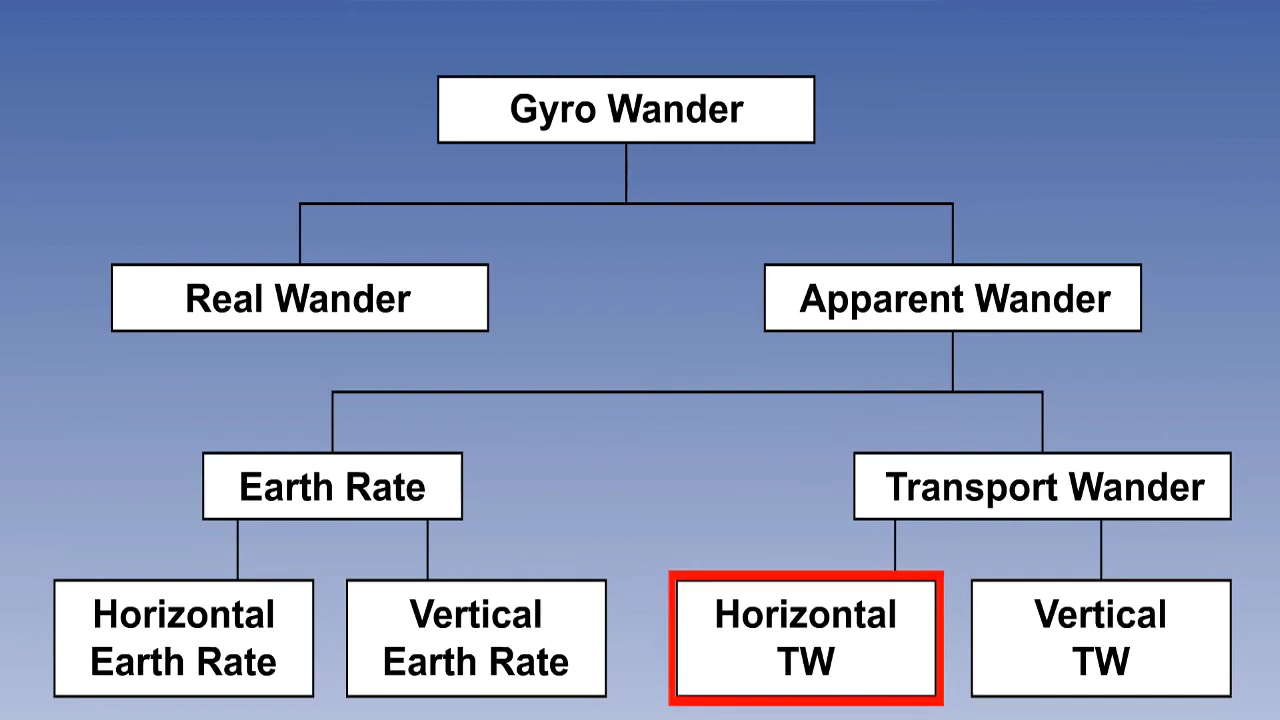 Gyro Wander
Real Wander
Apparent Wander
Earth Rate
Transport Wander
Horizontal
Earth Rate
Vertical
Earth Rate
Horizontal
TW
Vertical
TW